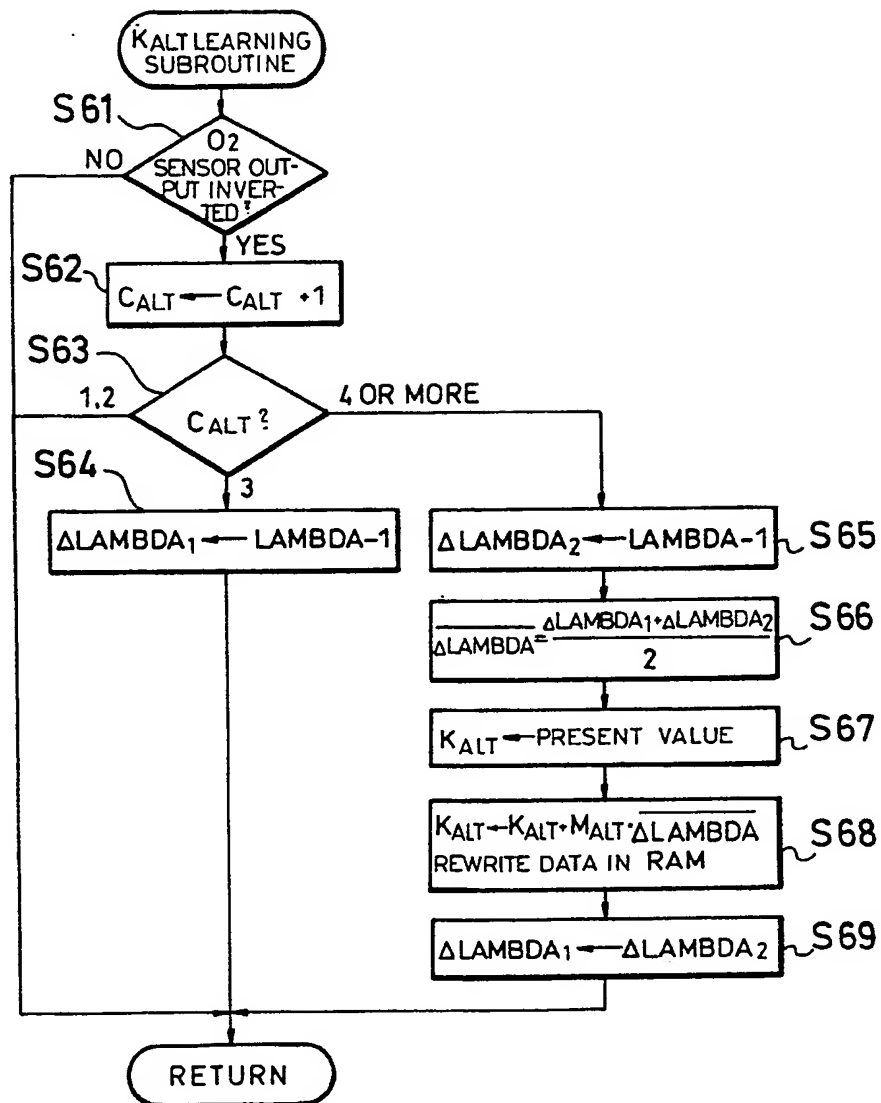 KALT LEARNING
SUBROUTINE
S61
O2
SENSOR OUT-
PUT INVER-
TED?
NO
YES
S62
CALT ← CALT +1
S63
1,2
CALT?
4 OR MORE
3
S64
ΔLAMBDA1 ← LAMBDA-1
ΔLAMBDA2 ← LAMBDA-1
S65
ΔLAMBDA = ΔLAMBDA1+ΔLAMBDA2
2
S66
KALT ← PRESENT VALUE
S67
KALT ← KALT + MALT · ΔLAMBDA
REWRITE DATA IN RAM
S68
ΔLAMBDA1 ← ΔLAMBDA2
S69
RETURN